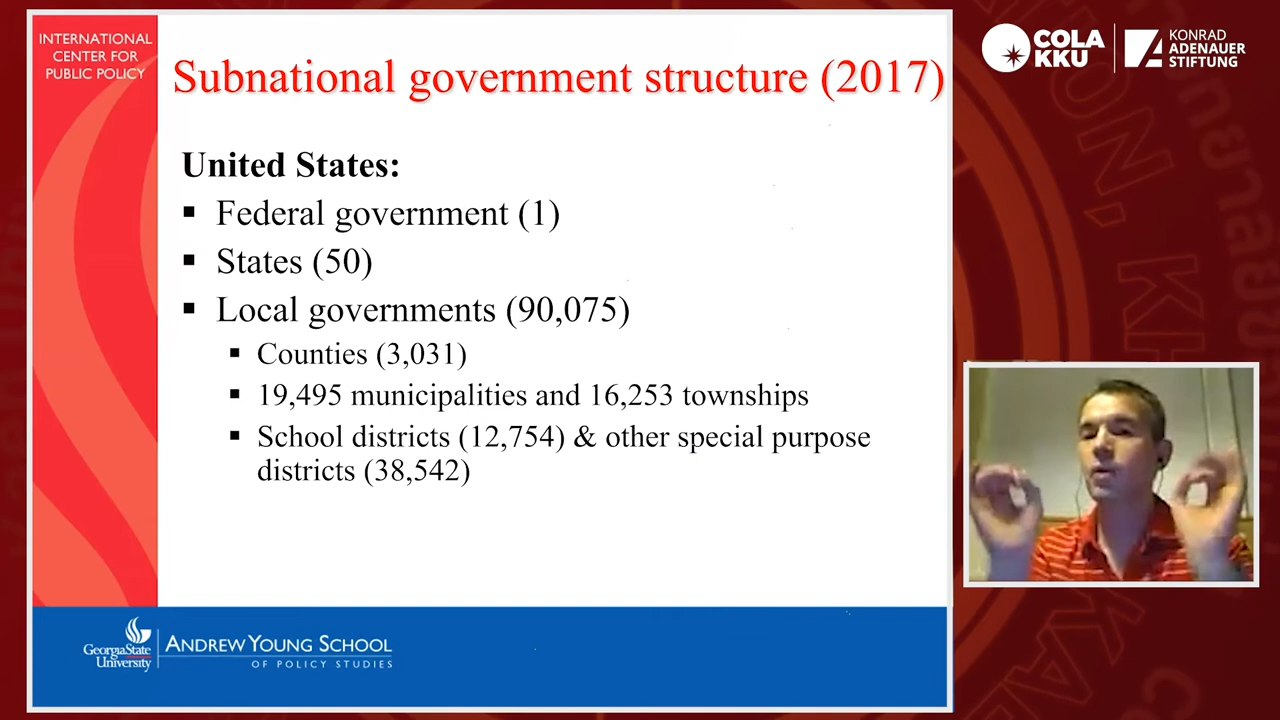 INTERNATIONAL
CENTER FOR
PUBLIC POLICY
Subnational government structure (2017)
United States:
▪ Federal government (1)
▪ States (50)
▪ Local governments (90,075)
▪ Counties (3,031)
▪ 19,495 municipalities and 16,253 townships
▪ School districts (12,754) & other special purpose
districts (38,542)
GeorgiaState
University
ANDREW YOUNG SCHOOL
OF POLICY STUDIES
COLA
KKU
KONRAD
ADENAUER
STIFTUNG